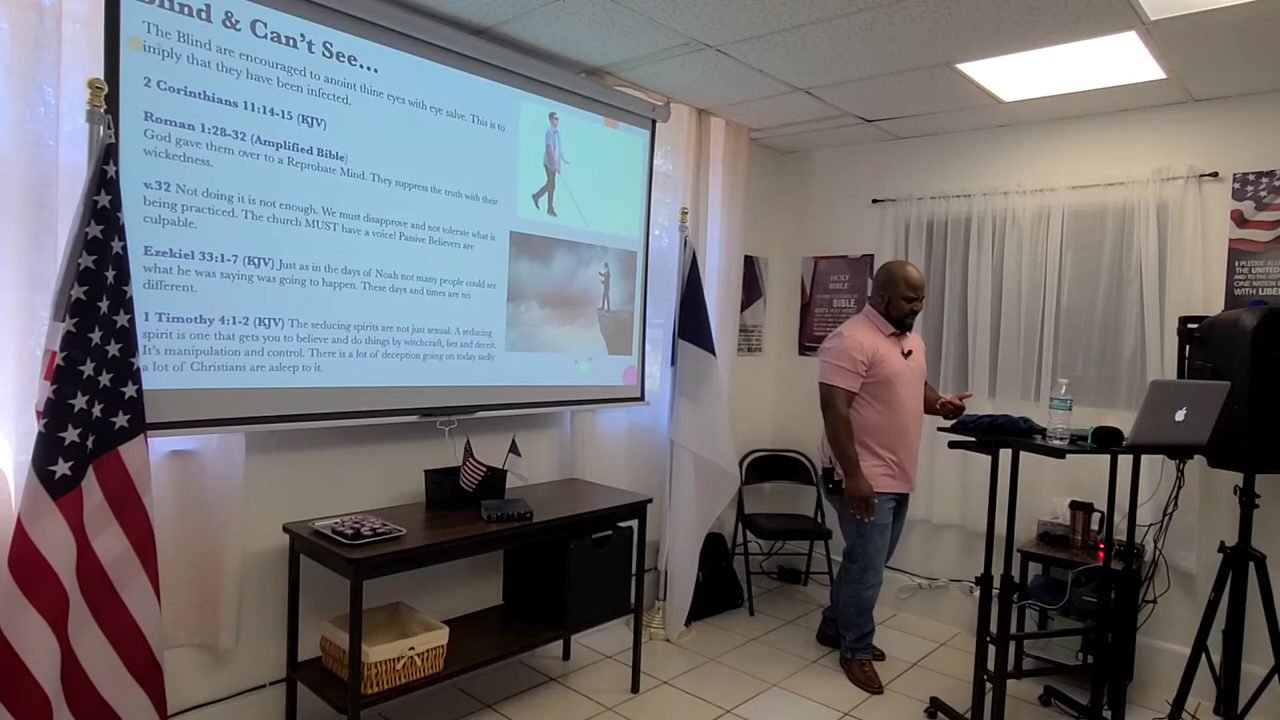 Blind & Can't See...
The Blind are encouraged to anoint thine eyes with eye salve. This is to
imply that they have been infected.
2 Corinthians 11:14-15 (KJV)
Roman 1:28-32 (Amplified Bible)
God gave them over to a Reprobate Mind. They suppress the truth with their
wickedness.
v.32 Not doing it is not enough. We must disapprove and not tolerate what is
being practiced. The church MUST have a voice! Passive Believers are
culpable.
Ezekiel 33:1-7 (KJV) Just as in the days of Noah not many people could see
what he was saying was going to happen. These days and times are no
different.
1 Timothy 4:1-2 (KJV) The seducing spirits are not just sexual. A seducing
spirit is one that gets you to believe and do things by witchcraft, lies and deceit.
It's manipulation and control. There is a lot of deception going on today sadly
a lot of Christians are asleep to it.
HOLY
BIBLE
BIBLE,
I PLEDGE
THE UNITED
ONE NATION
WITH LIBE